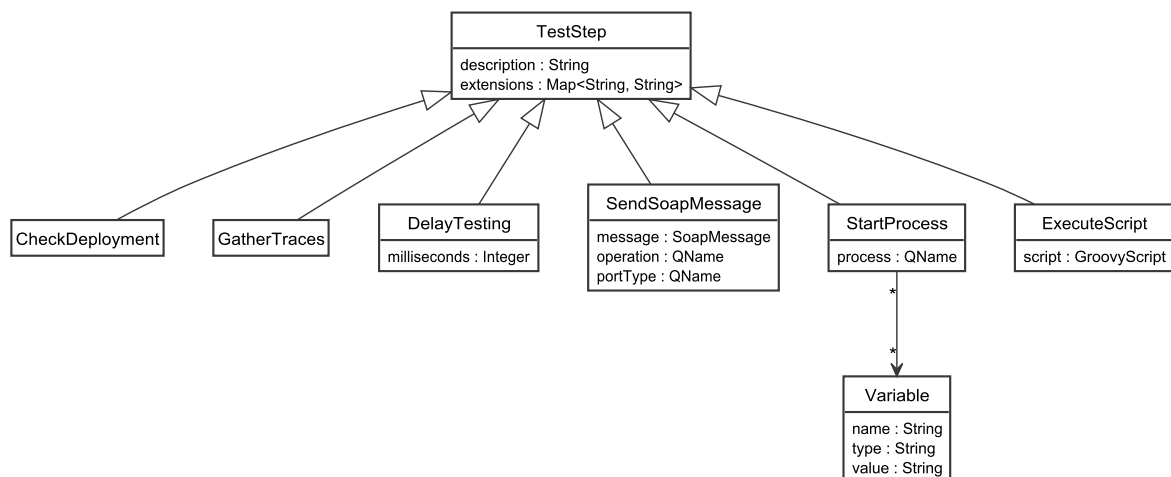 TestStep
description : String
extensions : Map<String, String>
CheckDeployment
GatherTraces
DelayTesting
milliseconds : Integer
SendSoapMessage
message : SoapMessage
operation : QName
portType : QName
StartProcess
process : QName
ExecuteScript
script : GroovyScript
*
*
Variable
name : String
type : String
value : String